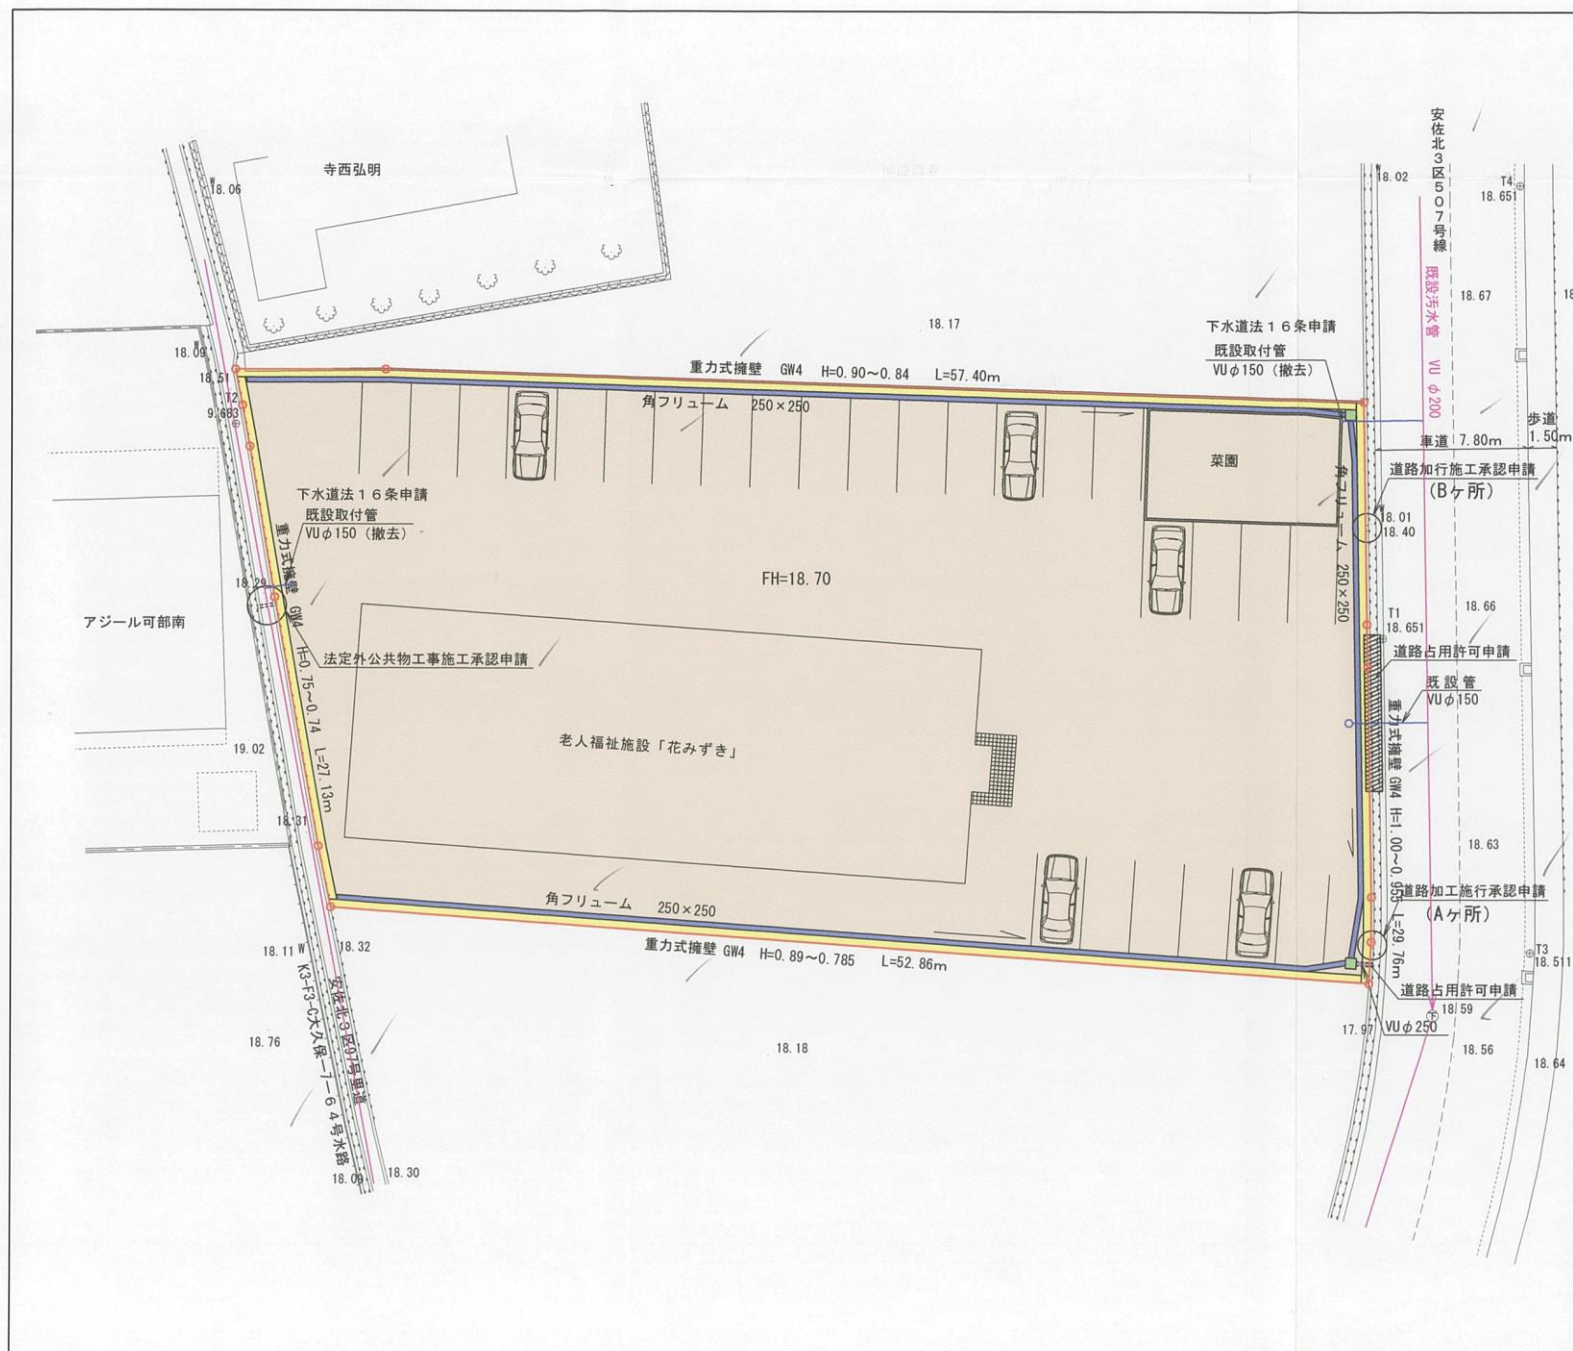 寺西弘明
18.06
安佐北3区507号線
18.02
T4
18.651
既設汚水管 VU φ200
18.67
18.17
下水道法16条申請
既設取付管
VUφ150(撤去)
18.09
18.51
T2
9.683
重力式擁壁 GW4 H=0.90~0.84 L=57.40m
角フリューム 250×250
歩道
1.50m
車道 7.80m
道路加行施工承認申請
(Bヶ所)
菜園
角フリューム 250×250
18.01
18.40
下水道法16条申請
既設取付管
VUφ150(撤去)
重力式擁壁 GW4 H=0.75~0.74 L=27.13m
18.29
FH=18.70
アジール可部南
法定外公共物工事施工承認申請
18.66
T1
18.651
道路占用許可申請
既設管
VUφ150
重力式擁壁 GW4 H=1.00~0.955 L=29.76m
老人福祉施設「花みずき」
19.02
18.31
18.63
道路加工施行承認申請
(Aヶ所)
角フリューム 250×250
重力式擁壁 GW4 H=0.89~0.785 L=52.86m
18.11 W
18.32
T3
18.511
道路占用許可申請
18.59
VUφ250
17.97
18.56
18.64
18.76
18.18
安佐北3区97号里道
K3-F3-C大久保-7-64号水路
18.09
18.30